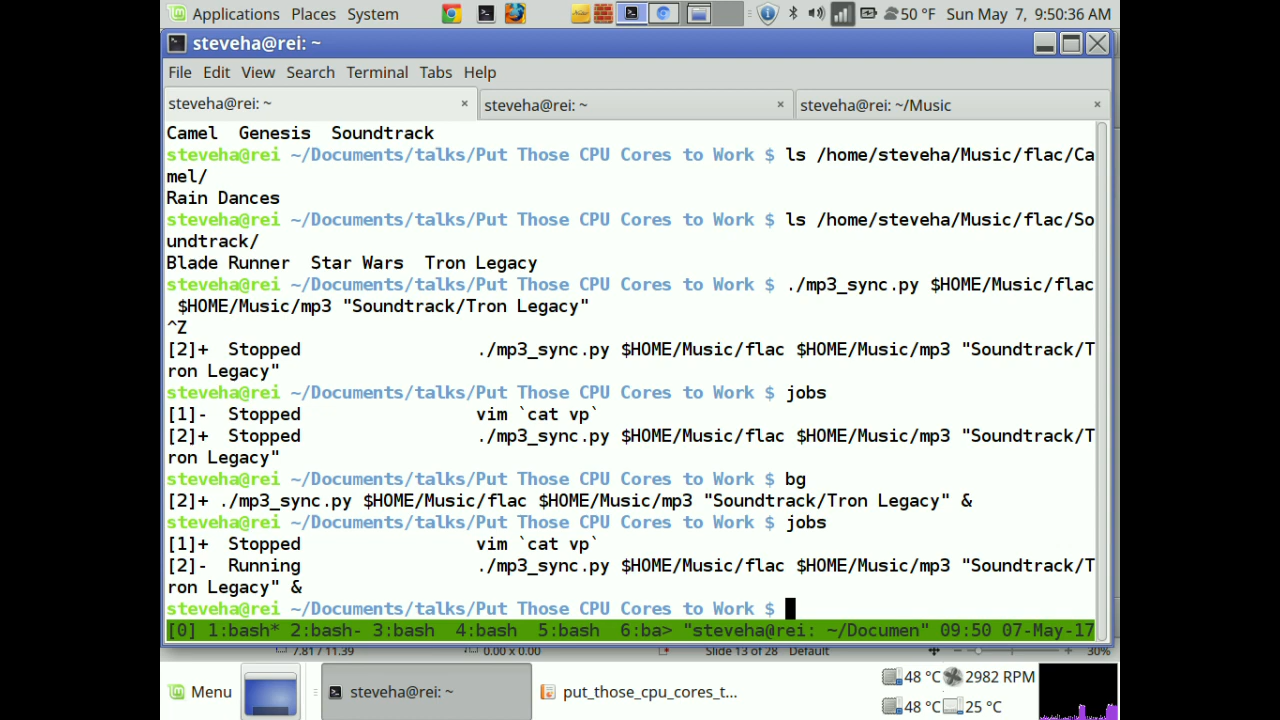 Applications Places System 50 °F Sun May 7, 9:50:36 AM
steveha@rei: ~
File Edit View Search Terminal Tabs Help
steveha@rei: ~ × steveha@rei: ~ × steveha@rei: ~/Music ×
Camel  Genesis  Soundtrack
steveha@rei ~/Documents/talks/Put Those CPU Cores to Work $ ls /home/steveha/Music/flac/Ca
mel/
Rain Dances
steveha@rei ~/Documents/talks/Put Those CPU Cores to Work $ ls /home/steveha/Music/flac/So
undtrack/
Blade Runner  Star Wars  Tron Legacy
steveha@rei ~/Documents/talks/Put Those CPU Cores to Work $ ./mp3_sync.py $HOME/Music/flac
 $HOME/Music/mp3 "Soundtrack/Tron Legacy"
^Z
[2]+  Stopped                 ./mp3_sync.py $HOME/Music/flac $HOME/Music/mp3 "Soundtrack/T
ron Legacy"
steveha@rei ~/Documents/talks/Put Those CPU Cores to Work $ jobs
[1]-  Stopped                 vim `cat vp`
[2]+  Stopped                 ./mp3_sync.py $HOME/Music/flac $HOME/Music/mp3 "Soundtrack/T
ron Legacy"
steveha@rei ~/Documents/talks/Put Those CPU Cores to Work $ bg
[2]+ ./mp3_sync.py $HOME/Music/flac $HOME/Music/mp3 "Soundtrack/Tron Legacy" &
steveha@rei ~/Documents/talks/Put Those CPU Cores to Work $ jobs
[1]+  Stopped                 vim `cat vp`
[2]-  Running                 ./mp3_sync.py $HOME/Music/flac $HOME/Music/mp3 "Soundtrack/T
ron Legacy" &
steveha@rei ~/Documents/talks/Put Those CPU Cores to Work $
[0] 1:bash* 2:bash- 3:bash  4:bash  5:bash  6:ba> "steveha@rei: ~/Documen" 09:50 07-May-17
7.81 / 11.39 0.00 x 0.00 Slide 13 of 28 Default 30%
Menu steveha@rei: ~ put_those_cpu_cores_t... 48 °C 2982 RPM
48 °C 25 °C